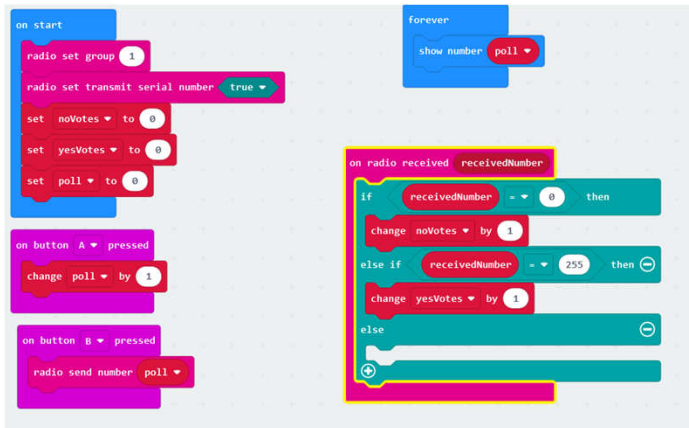 on start
radio set group 1
radio set transmit serial number true
set noVotes to 0
set yesVotes to 0
set poll to 0
on button A pressed
change poll by 1
on button B pressed
radio send number poll
forever
show number poll
on radio received receivedNumber
if receivedNumber = 0 then
change noVotes by 1
else if receivedNumber = 255 then
change yesVotes by 1
else